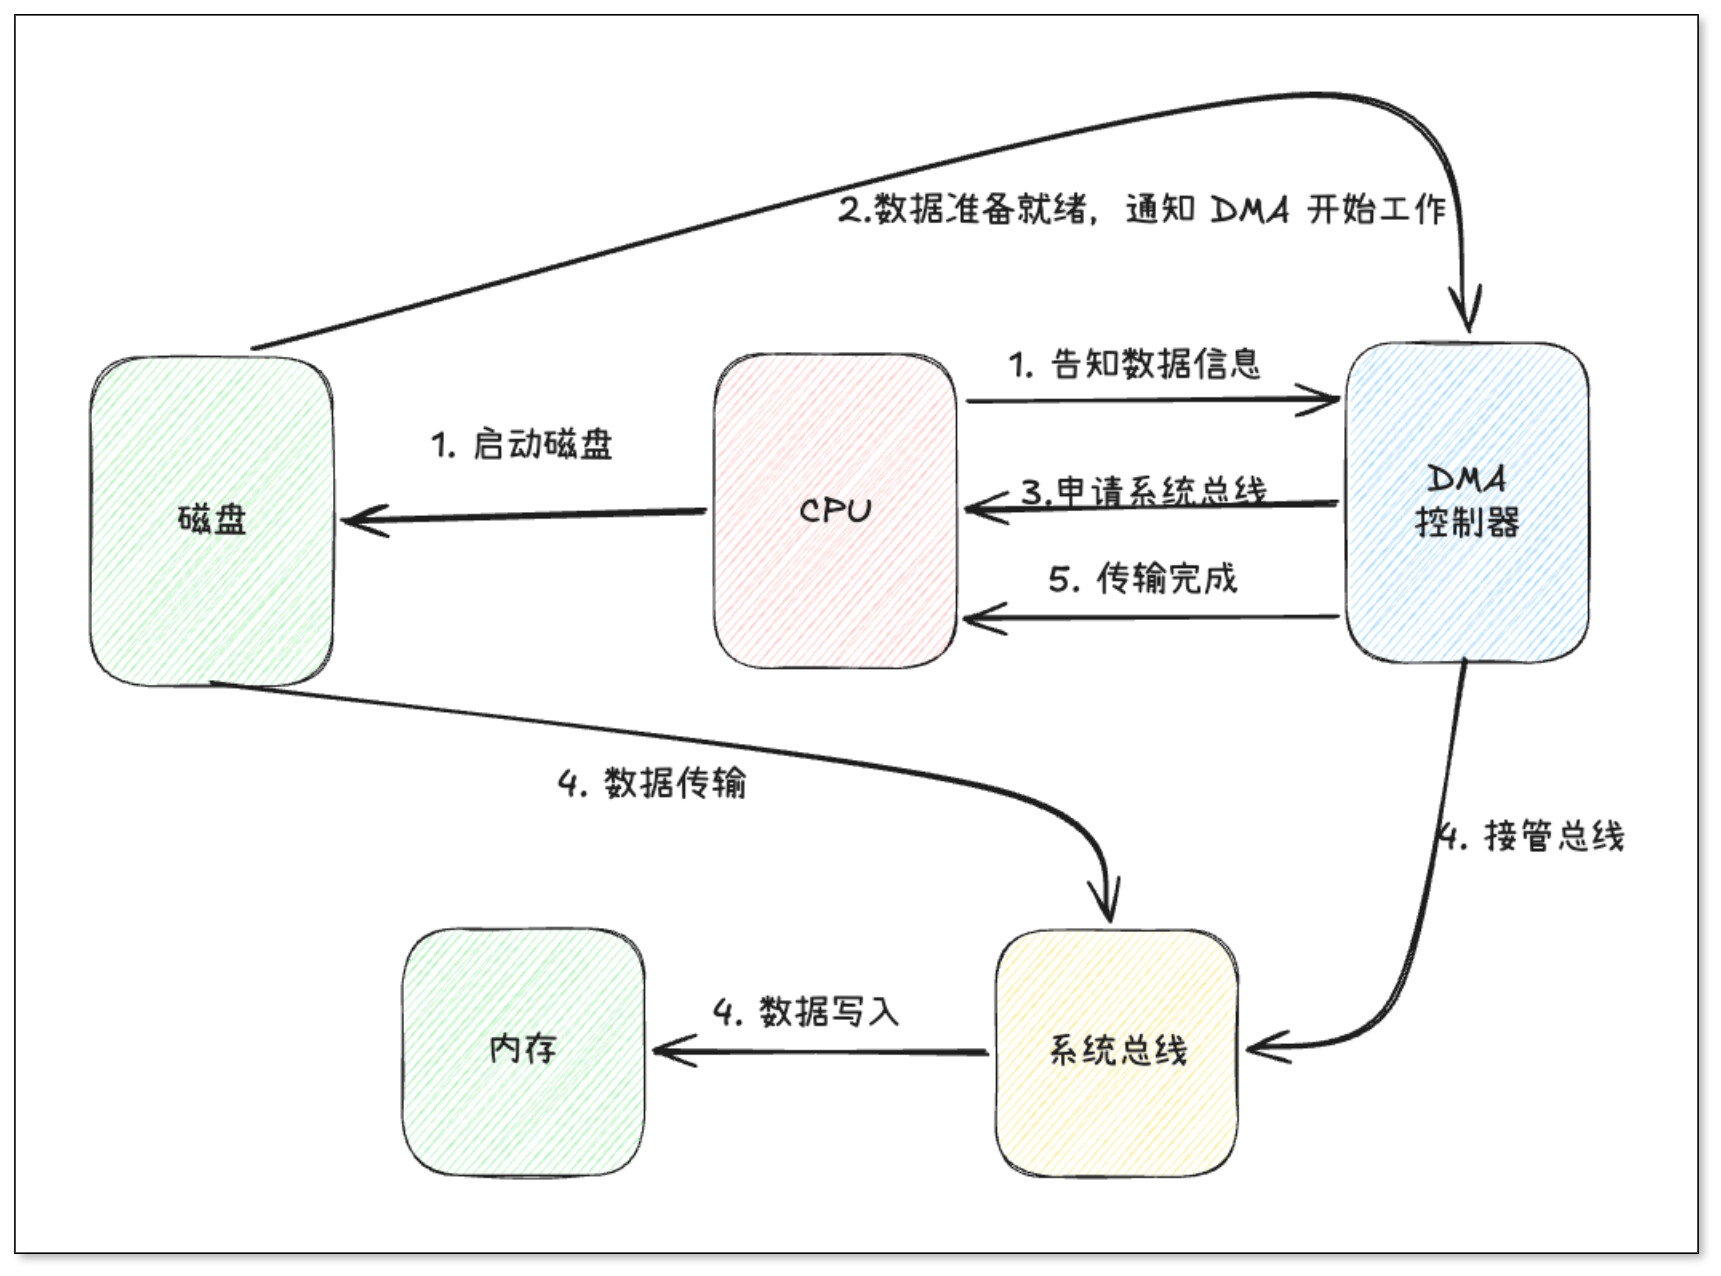 2.数据准备就绪，通知 DMA 开始工作
1. 告知数据信息
1. 启动磁盘
3.申请系统总线
DMA
控制器
磁盘
CPU
5. 传输完成
4. 数据传输
4. 接管总线
4. 数据写入
内存
系统总线